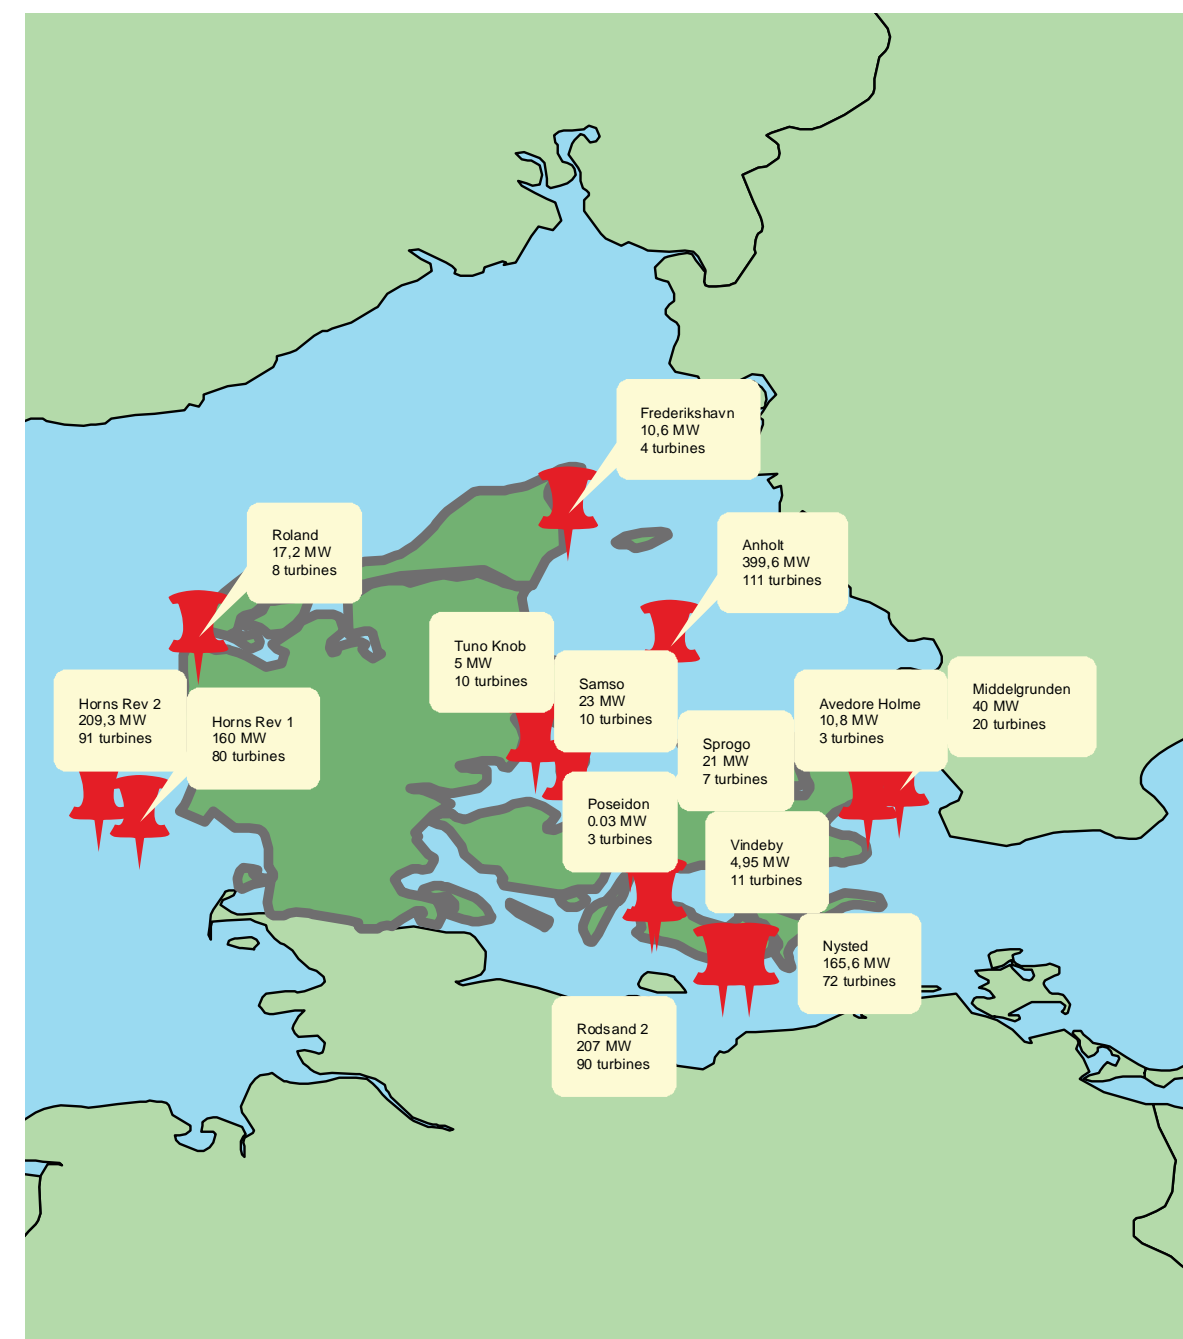 Frederikshavn
10,6 MW
4 turbines
Roland
17,2 MW
8 turbines
Anholt
399,6 MW
111 turbines
Tuno Knob
5 MW
10 turbines
Samso
23 MW
10 turbines
Horns Rev 2
209,3 MW
91 turbines
Horns Rev 1
160 MW
80 turbines
Sprogo
21 MW
7 turbines
Avedore Holme
10,8 MW
3 turbines
Middelgrunden
40 MW
20 turbines
Poseidon
0.03 MW
3 turbines
Vindeby
4,95 MW
11 turbines
Nysted
165,6 MW
72 turbines
Rodsand 2
207 MW
90 turbines